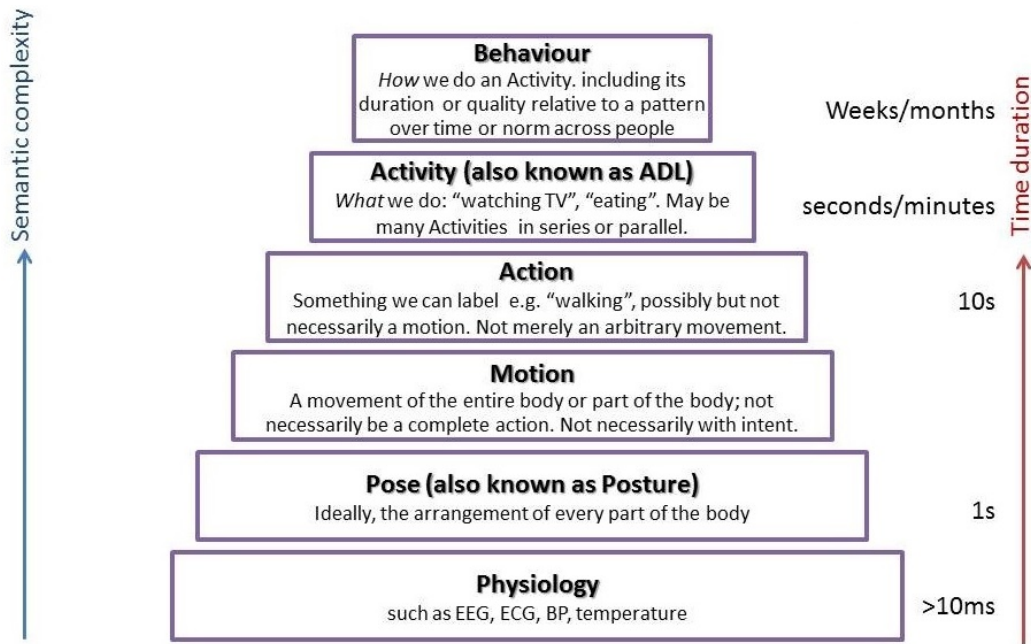 Semantic complexity
Behaviour
How we do an Activity. including its
duration or quality relative to a pattern
over time or norm across people
Weeks/months
Activity (also known as ADL)
What we do: “watching TV”, “eating”. May be
many Activities in series or parallel.
seconds/minutes
Time duration
Action
Something we can label e.g. “walking”, possibly but not
necessarily a motion. Not merely an arbitrary movement.
10s
Motion
A movement of the entire body or part of the body; not
necessarily be a complete action. Not necessarily with intent.
Pose (also known as Posture)
Ideally, the arrangement of every part of the body
1s
Physiology
such as EEG, ECG, BP, temperature
>10ms